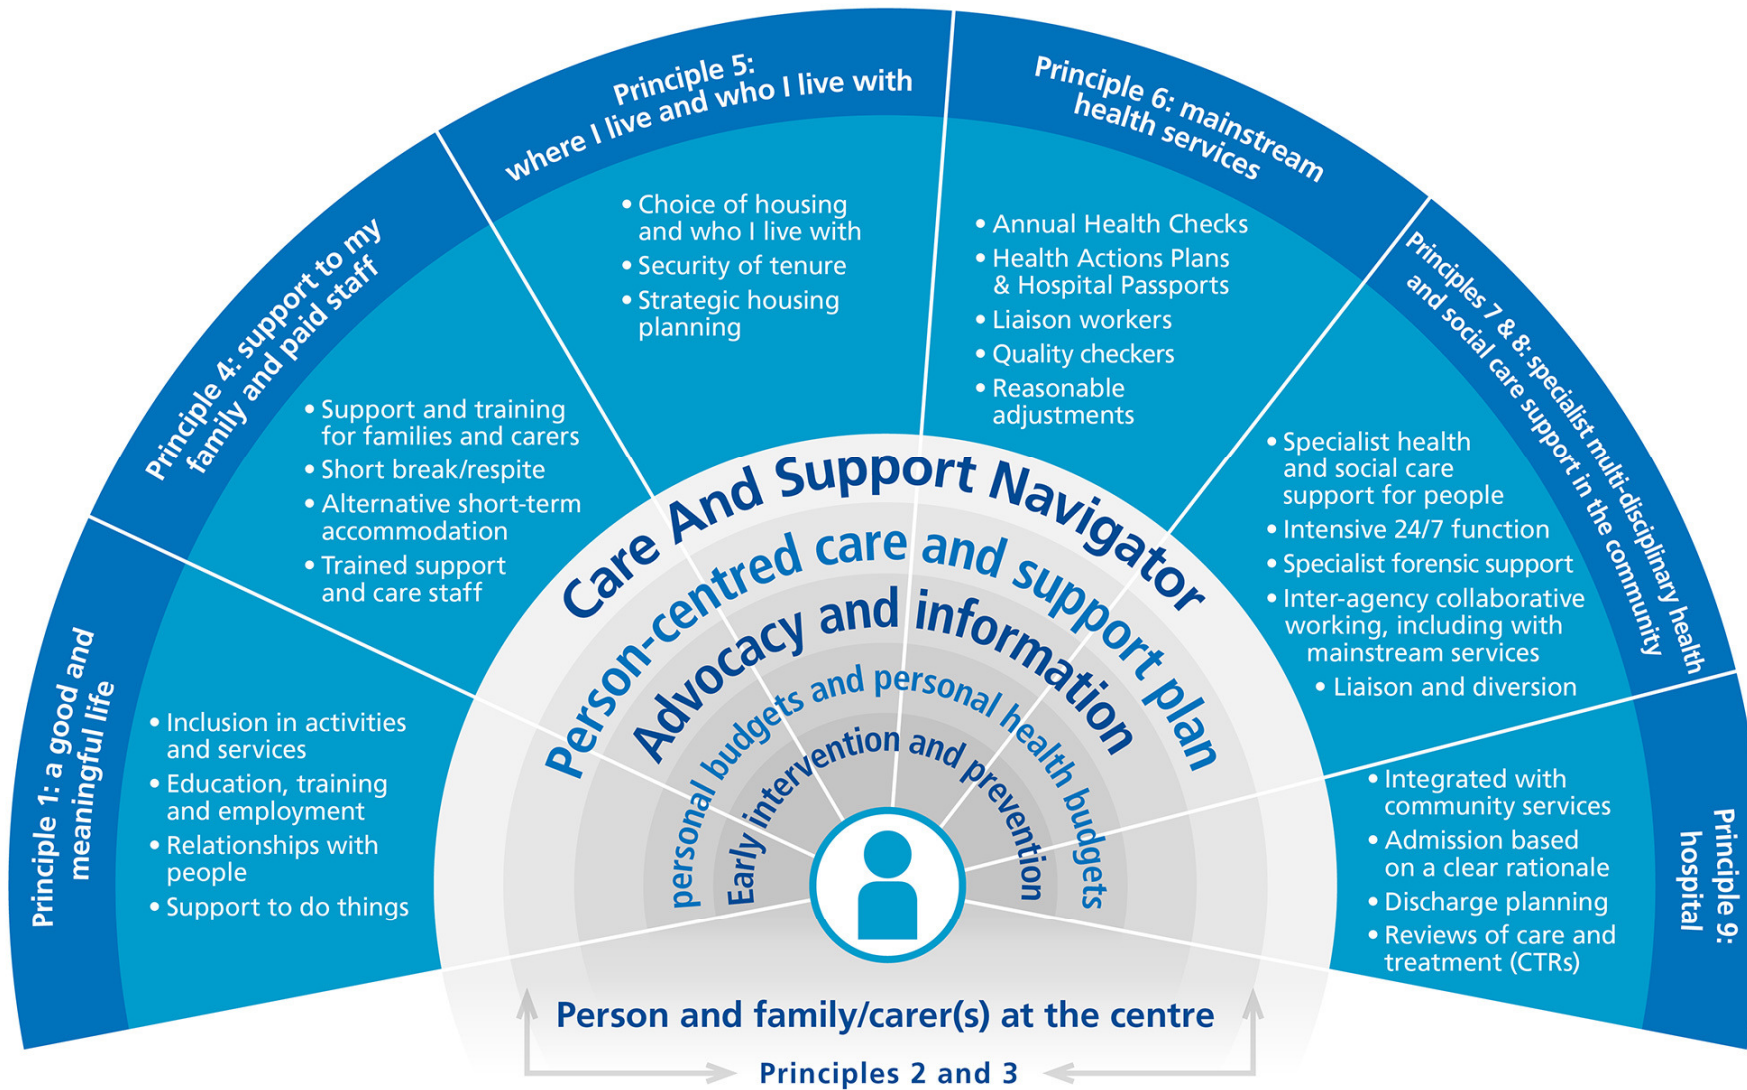 Principle 1: a good and
meaningful life
• Inclusion in activities
and services
• Education, training
and employment
• Relationships with
people
• Support to do things
Principle 4: support to my
family and paid staff
• Support and training
for families and carers
• Short break/respite
• Alternative short-term
accommodation
• Trained support
and care staff
Principle 5:
where I live and who I live with
• Choice of housing
and who I live with
• Security of tenure
• Strategic housing
planning
Principle 6: mainstream
health services
• Annual Health Checks
• Health Actions Plans
& Hospital Passports
• Liaison workers
• Quality checkers
• Reasonable
adjustments
Principles 7 & 8: specialist multi-disciplinary health
and social care support in the community
• Specialist health
and social care
support for people
• Intensive 24/7 function
• Specialist forensic support
• Inter-agency collaborative
working, including with
mainstream services
• Liaison and diversion
Principle 9:
hospital
• Integrated with
community services
• Admission based
on a clear rationale
• Discharge planning
• Reviews of care and
treatment (CTRs)
Care And Support Navigator
Person-centred care and support plan
Advocacy and information
personal budgets and personal health budgets
Early intervention and prevention
Person and family/carer(s) at the centre
Principles 2 and 3